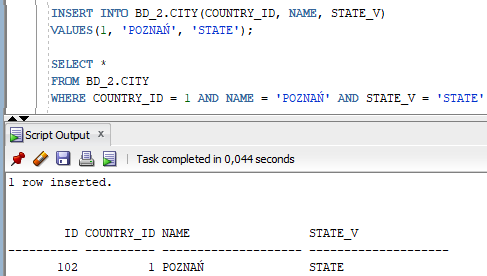 INSERT INTO BD_2.CITY(COUNTRY_ID, NAME, STATE_V)
VALUES(1, 'POZNAŃ', 'STATE');
SELECT *
FROM BD_2.CITY
WHERE COUNTRY_ID = 1 AND NAME = 'POZNAŃ' AND STATE_V = 'STATE'
Script Output x
Task completed in 0,044 seconds
1 row inserted.
ID COUNTRY_ID NAME STATE_V
---------- ---------- -------------------- --------------------
102 1 POZNAŃ STATE